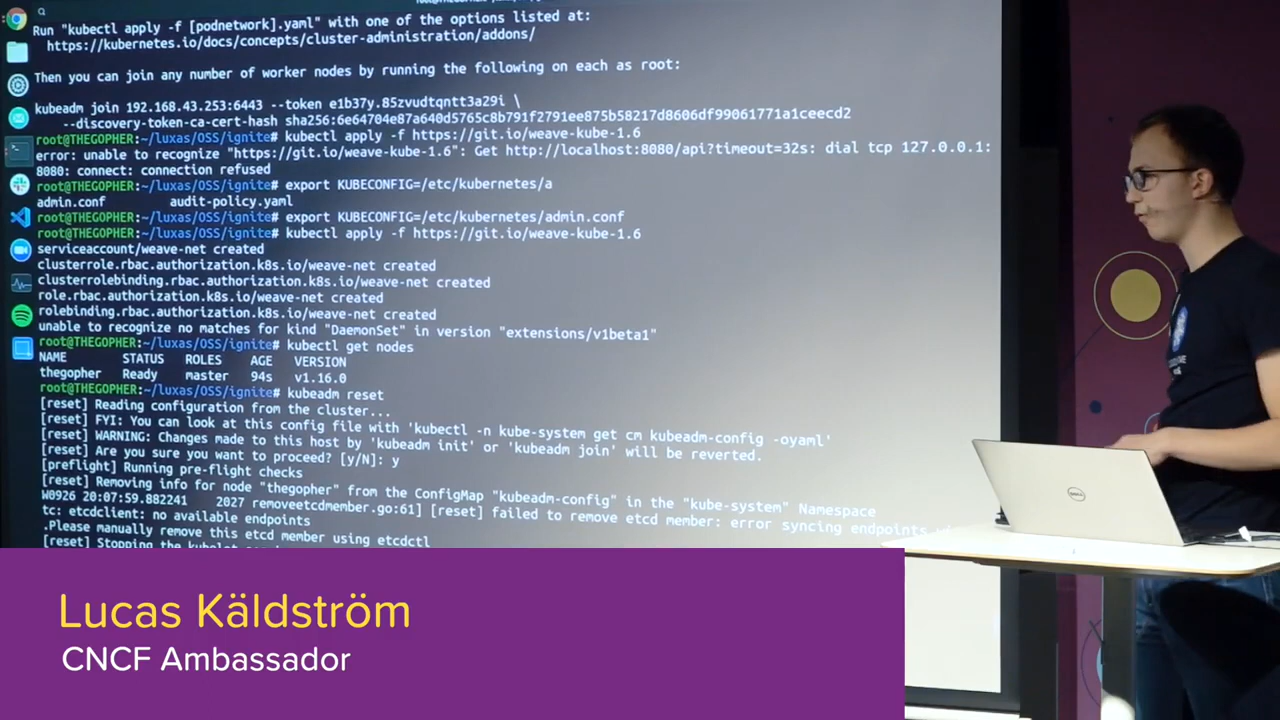 Run "kubectl apply -f [podnetwork].yaml" with one of the options listed at:
https://kubernetes.io/docs/concepts/cluster-administration/addons/
Then you can join any number of worker nodes by running the following on each as root:
kubeadm join 192.168.43.253:6443 --token e1b37y.85zvudtqntt3a29i \
--discovery-token-ca-cert-hash sha256:6e64704e87a640d5765c8b791f2791ee875b58217d8606df99061771a1ceecd2
root@THEGOPHER:~/luxas/OSS/ignite# kubectl apply -f https://git.io/weave-kube-1.6
error: unable to recognize "https://git.io/weave-kube-1.6": Get http://localhost:8080/api?timeout=32s: dial tcp 127.0.0.1:
8080: connect: connection refused
root@THEGOPHER:~/luxas/OSS/ignite# export KUBECONFIG=/etc/kubernetes/a
admin.conf audit-policy.yaml
root@THEGOPHER:~/luxas/OSS/ignite# export KUBECONFIG=/etc/kubernetes/admin.conf
root@THEGOPHER:~/luxas/OSS/ignite# kubectl apply -f https://git.io/weave-kube-1.6
serviceaccount/weave-net created
clusterrole.rbac.authorization.k8s.io/weave-net created
clusterrolebinding.rbac.authorization.k8s.io/weave-net created
role.rbac.authorization.k8s.io/weave-net created
rolebinding.rbac.authorization.k8s.io/weave-net created
unable to recognize no matches for kind "DaemonSet" in version "extensions/v1beta1"
root@THEGOPHER:~/luxas/OSS/ignite# kubectl get nodes
NAME STATUS ROLES AGE VERSION
thegopher Ready master 94s v1.16.0
root@THEGOPHER:~/luxas/OSS/ignite# kubeadm reset
[reset] Reading configuration from the cluster...
[reset] FYI: You can look at this config file with 'kubectl -n kube-system get cm kubeadm-config -oyaml'
[reset] WARNING: Changes made to this host by 'kubeadm init' or 'kubeadm join' will be reverted.
[reset] Are you sure you want to proceed? [y/N]: y
[preflight] Running pre-flight checks
[reset] Removing info for node "thegopher" from the ConfigMap "kubeadm-config" in the "kube-system" Namespace
W0926 20:07:59.882241 2027 removeetcdmember.go:61] [reset] failed to remove etcd member: error syncing endpoints
tc: etcdclient: no available endpoints
.Please manually remove this etcd member using etcdctl
[reset] Stopping the kubelet
DELL
Lucas Käldström
CNCF Ambassador